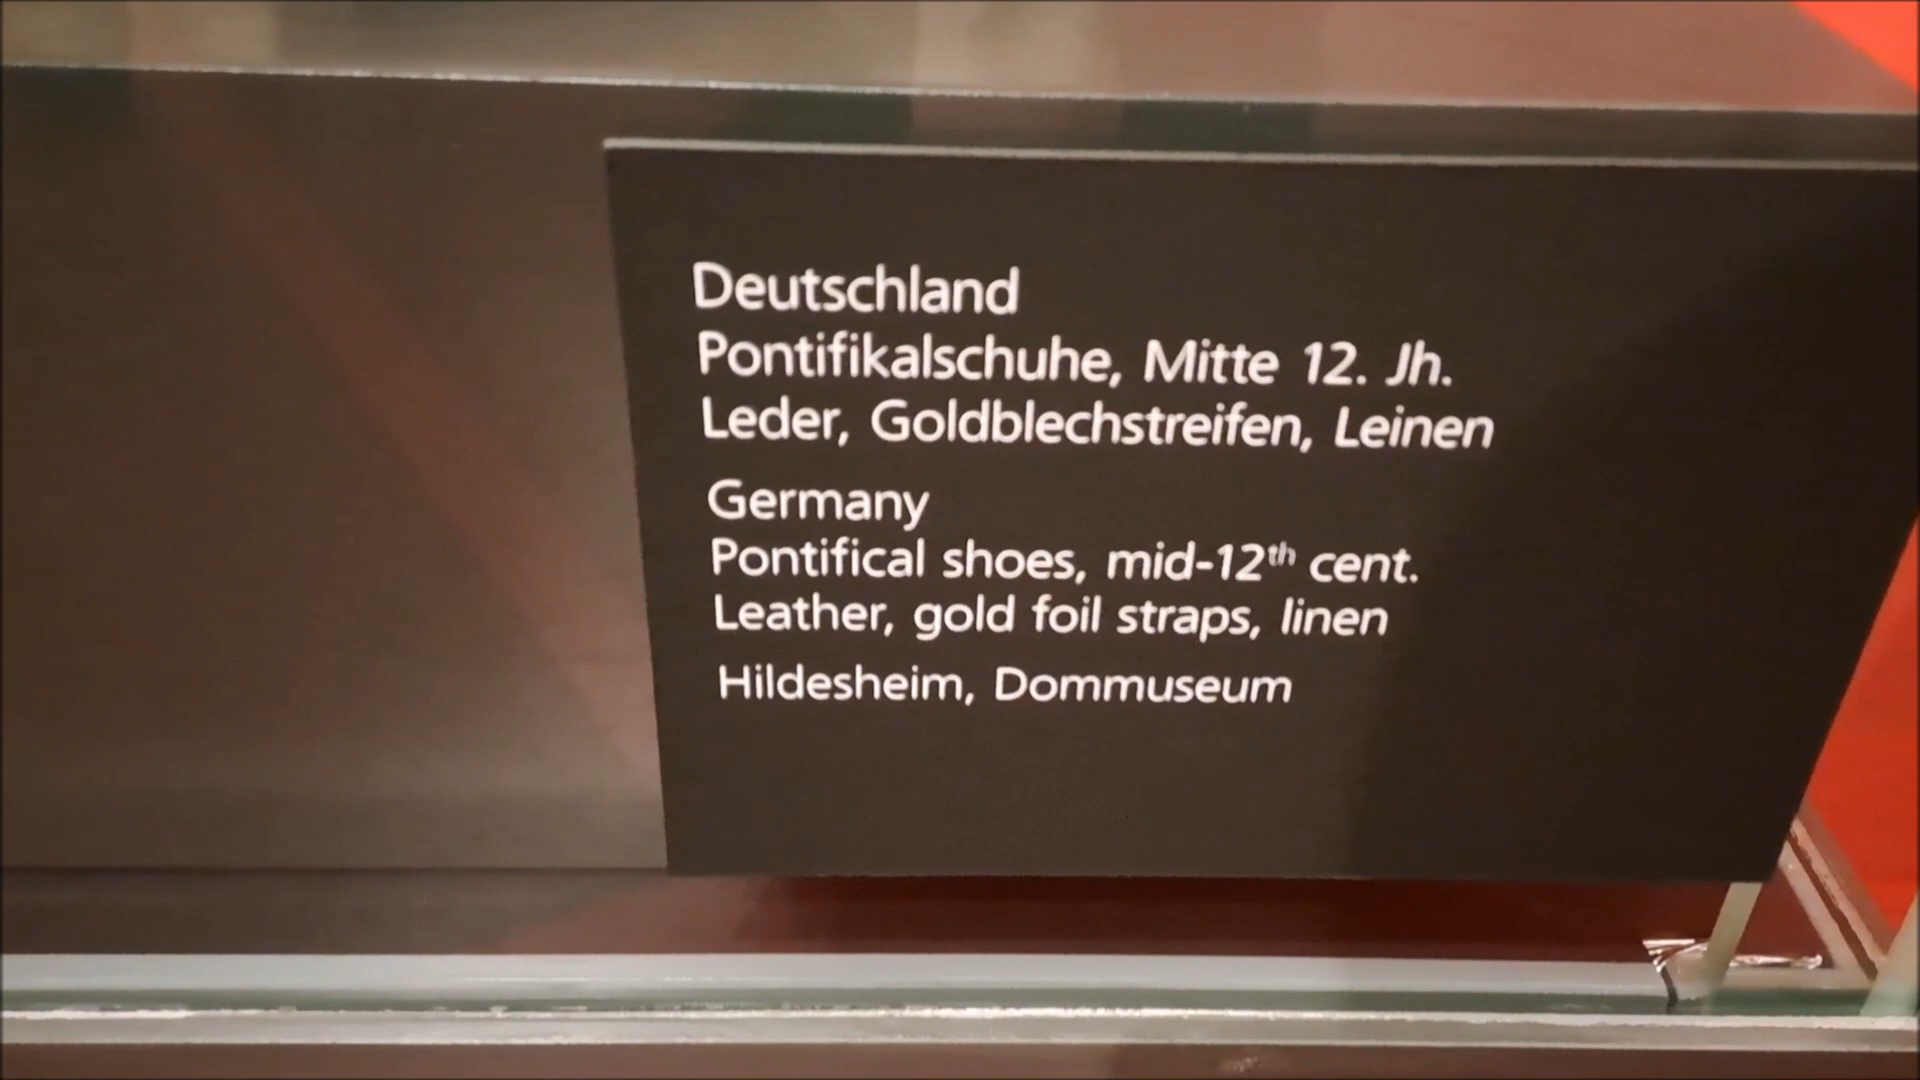 Deutschland
Pontifikalschuhe, Mitte 12. Jh.
Leder, Goldblechstreifen, Leinen
Germany
Pontifical shoes, mid-12th cent.
Leather, gold foil straps, linen
Hildesheim, Dommuseum